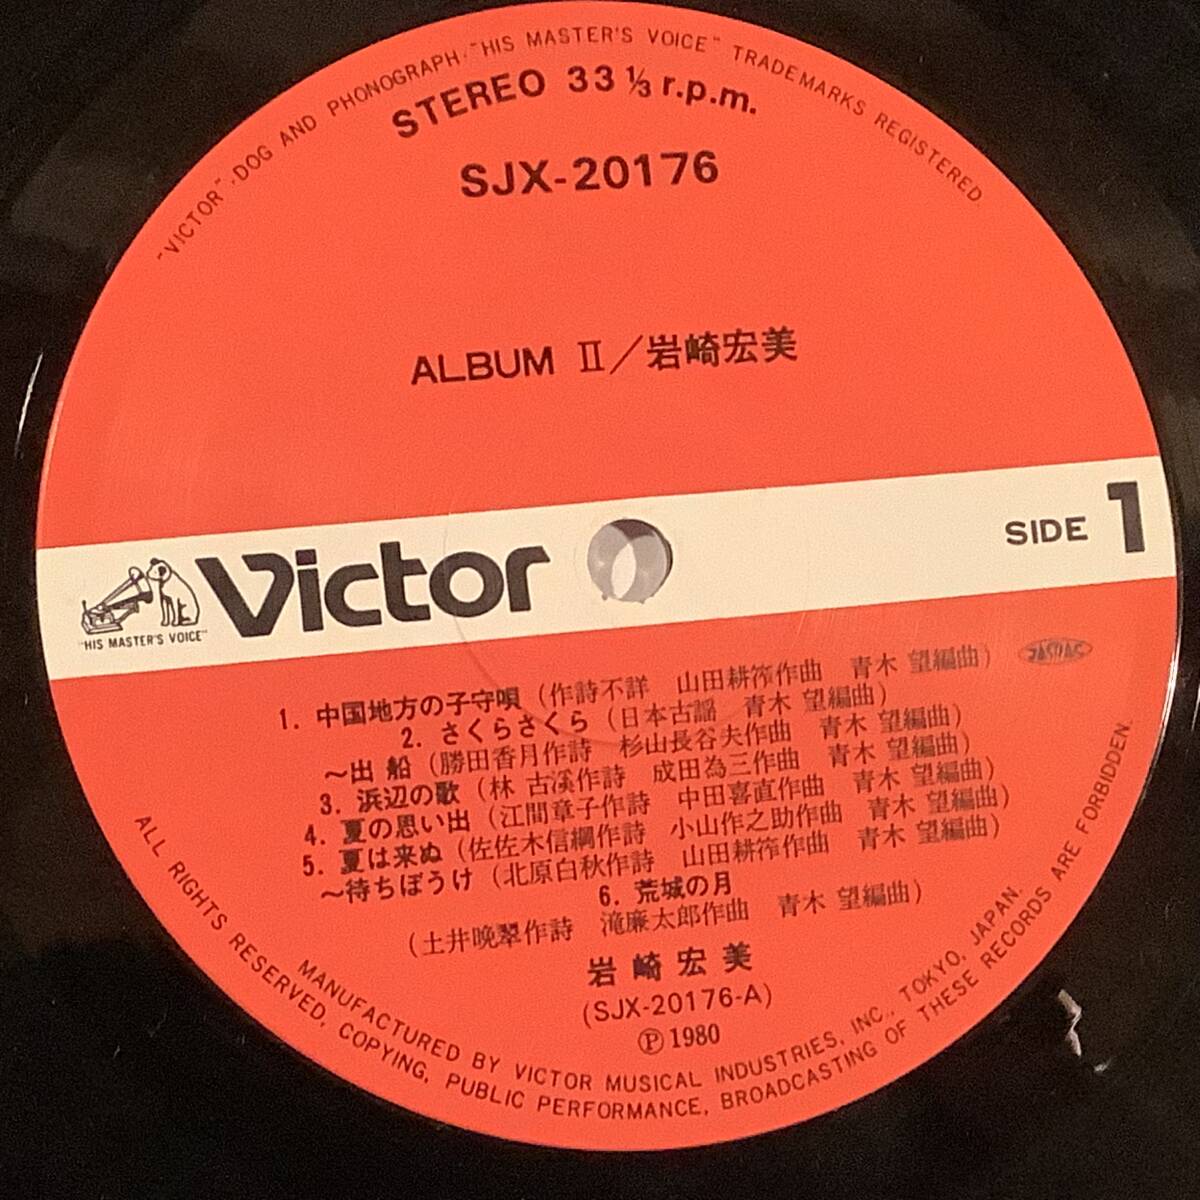 "VICTOR", DOG AND PHONOGRAPH, "HIS MASTER'S VOICE" TRADEMARKS REGISTERED.
STEREO 33 1/3 r.p.m.
SJX-20176
ALBUM Ⅱ/岩崎宏美
SIDE 1
Victor
"HIS MASTER'S VOICE"
JASRAC
1. 中国地方の子守唄 (作詩不詳 山田耕筰作曲 青木 望編曲)
2. さくらさくら (日本古謡 青木 望編曲)
〜出 船 (勝田香月作詩 杉山長谷夫作曲 青木 望編曲)
3. 浜辺の歌 (林 古溪作詩 成田為三作曲 青木 望編曲)
4. 夏の思い出 (江間章子作詩 中田喜直作曲 青木 望編曲)
5. 夏は来ぬ (佐佐木信綱作詩 小山作之助作曲 青木 望編曲)
〜待ちぼうけ (北原白秋作詩 山田耕筰作曲 青木 望編曲)
6. 荒城の月
(土井晩翠作詩 滝廉太郎作曲 青木 望編曲)
岩崎宏美
(SJX-20176-A)
Ⓟ1980
MANUFACTURED BY VICTOR MUSICAL INDUSTRIES, INC., TOKYO, JAPAN.
ALL RIGHTS RESERVED, COPYING, PUBLIC PERFORMANCE, BROADCASTING OF THESE RECORDS ARE FORBIDDEN.